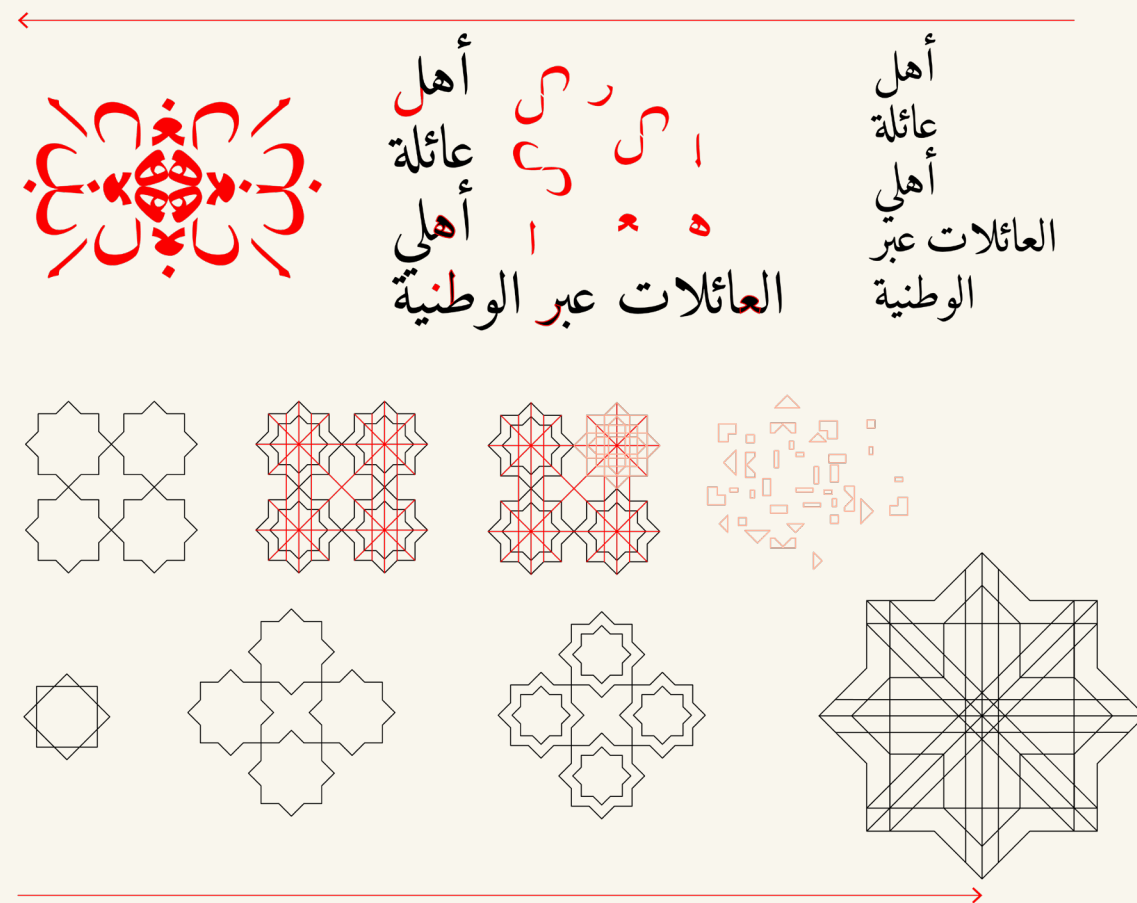 أهل
عائلة
أهلي
العائلات عبر
الوطنية
أهل
عائلة
أهلي
العائلات عبر الوطنية